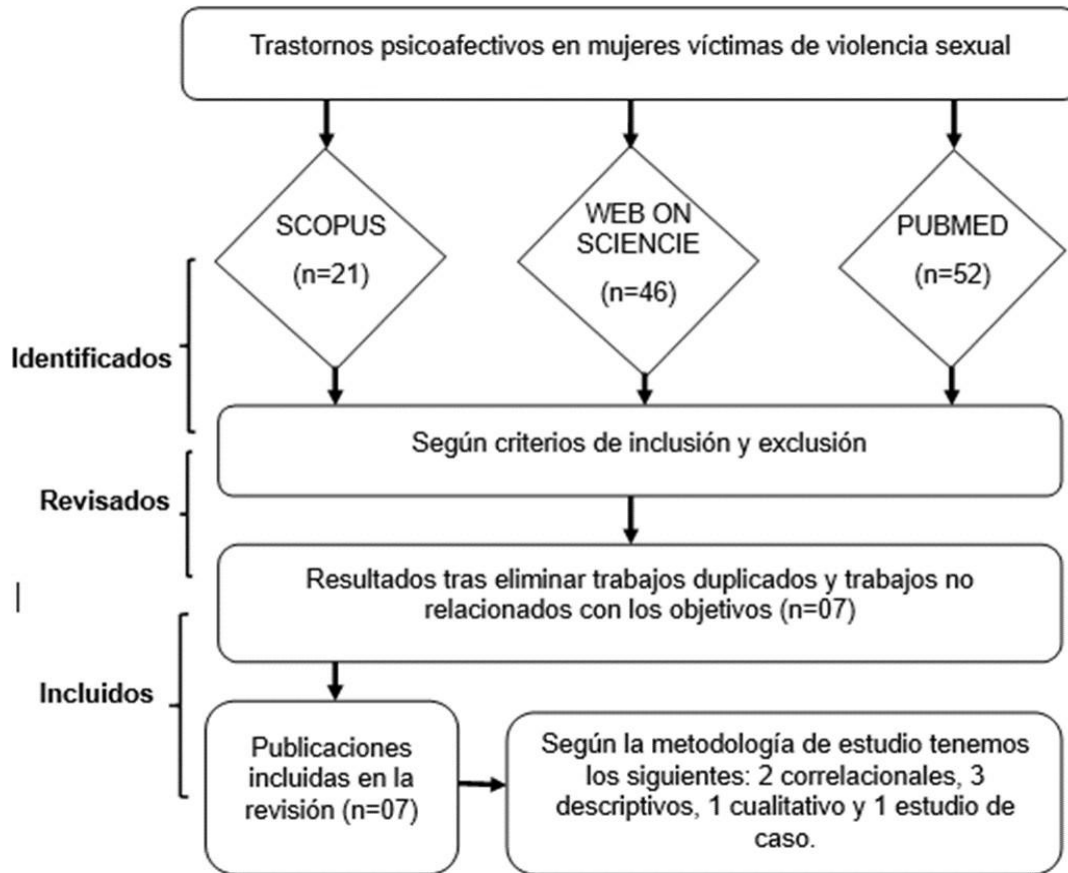 Trastornos psicoafectivos en mujeres víctimas de violencia sexual
SCOPUS
(n=21)
WEB ON
SCIENCIE
(n=46)
PUBMED
(n=52)
Identificados
Según criterios de inclusión y exclusión
Revisados
Resultados tras eliminar trabajos duplicados y trabajos no
relacionados con los objetivos (n=07)
Incluidos
Publicaciones
incluidas en la
revisión (n=07)
Según la metodología de estudio tenemos
los siguientes: 2 correlacionales, 3
descriptivos, 1 cualitativo y 1 estudio de
caso.